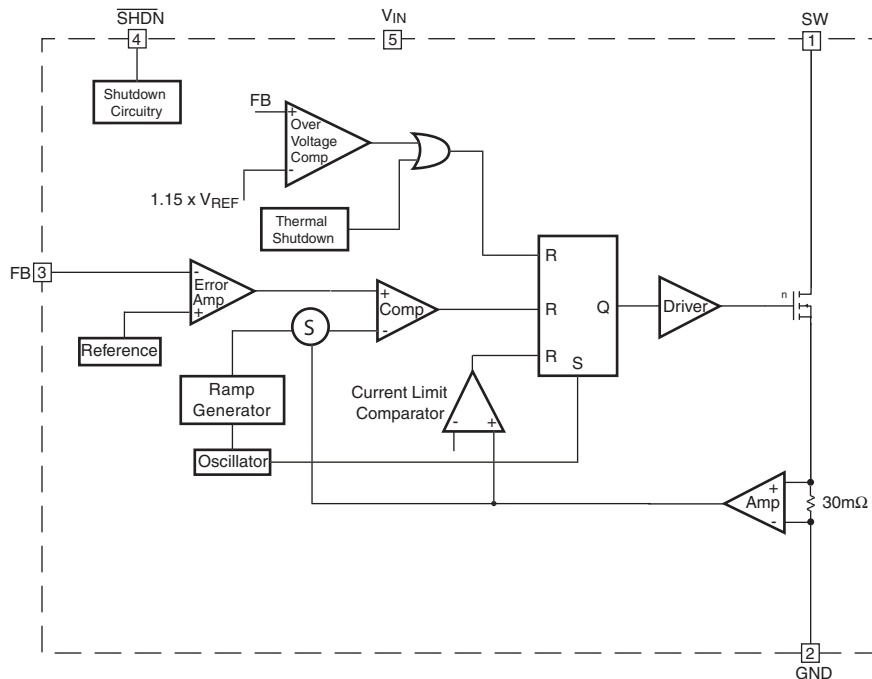 SHDN
4
VIN
5
SW
1
Shutdown
Circuitry
FB
+
Over
Voltage
Comp
-
1.15 x VREF
Thermal
Shutdown
FB 3
-
Error
Amp
+
Reference
+
Comp
-
S
Ramp
Generator
Oscillator
Current Limit
Comparator
- +
R
R
R
S
Q
Driver
n
+
Amp
-
30mΩ
2
GND